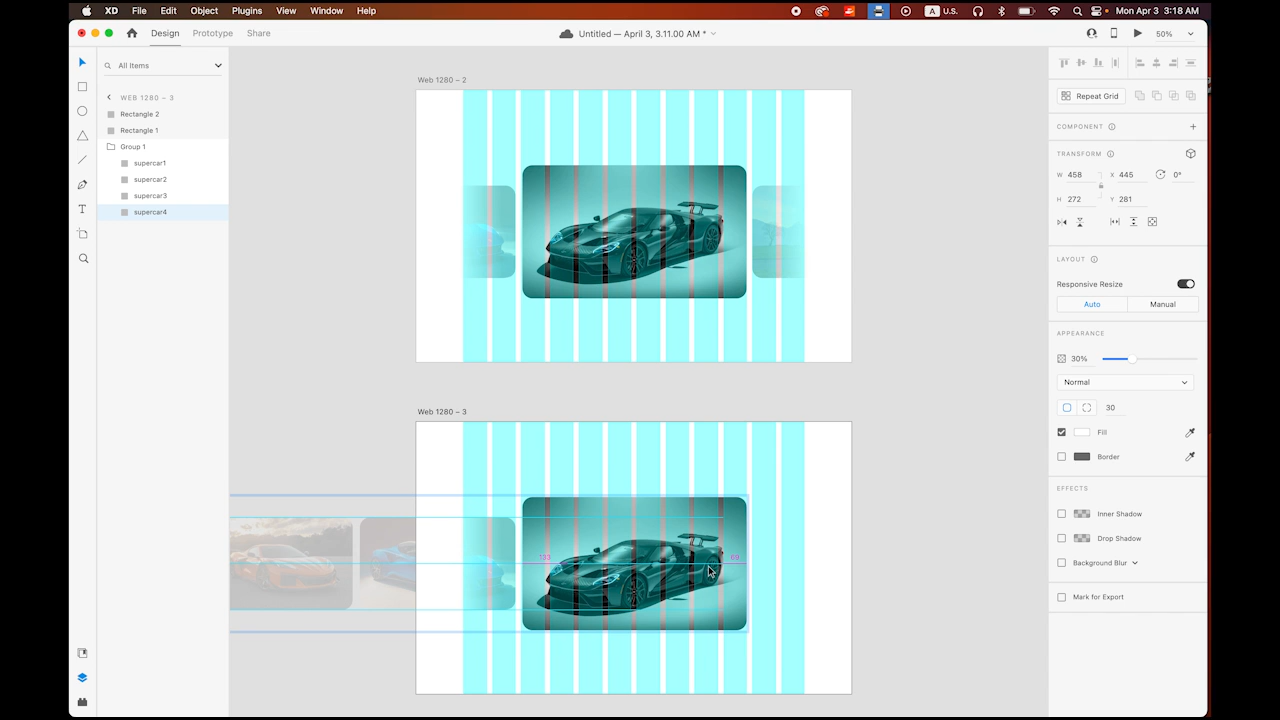 XD File Edit Object Plugins View Window Help
A U.S. Mon Apr 3 3:18 AM
Design Prototype Share
Untitled — April 3, 3.11.00 AM *
50%
All Items
WEB 1280 – 3
Rectangle 2
Rectangle 1
Group 1
supercar1
supercar2
supercar3
supercar4
Web 1280 – 2
Web 1280 – 3
133
69
Repeat Grid
COMPONENT
TRANSFORM
W 458 X 445 0°
H 272 Y 281
LAYOUT
Responsive Resize
Auto Manual
APPEARANCE
30%
Normal
30
Fill
Border
EFFECTS
Inner Shadow
Drop Shadow
Background Blur
Mark for Export